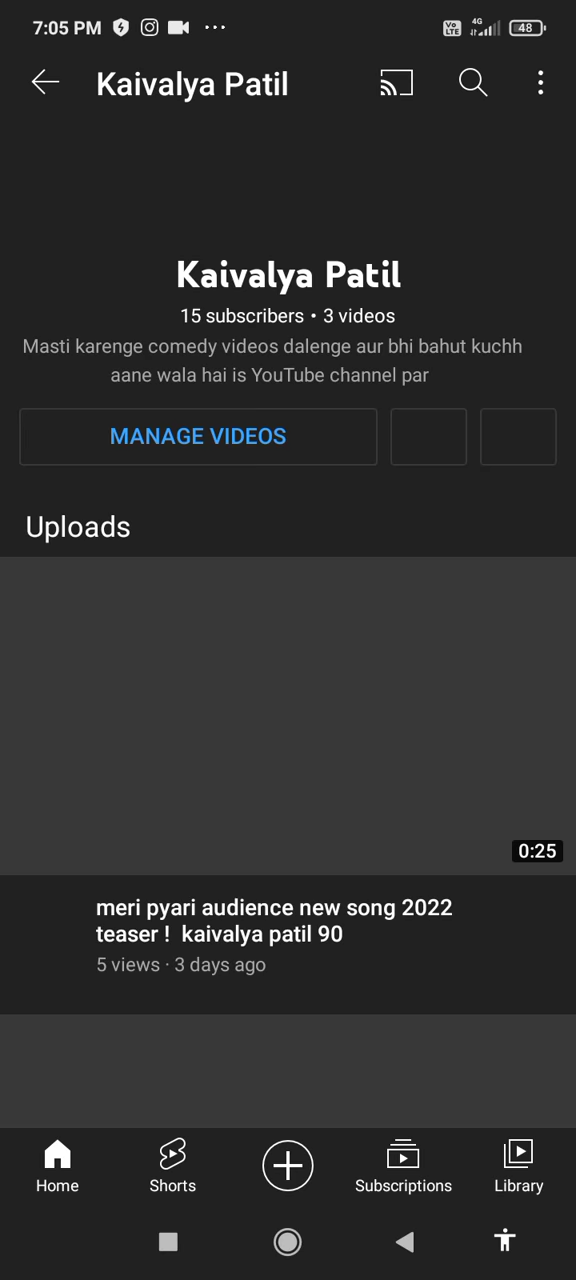 7:05 PM
Vo LTE 4G 48
Kaivalya Patil
Kaivalya Patil
15 subscribers • 3 videos
Masti karenge comedy videos dalenge aur bhi bahut kuchh
aane wala hai is YouTube channel par
MANAGE VIDEOS
Uploads
0:25
meri pyari audience new song 2022
teaser !  kaivalya patil 90
5 views · 3 days ago
Home Shorts Subscriptions Library